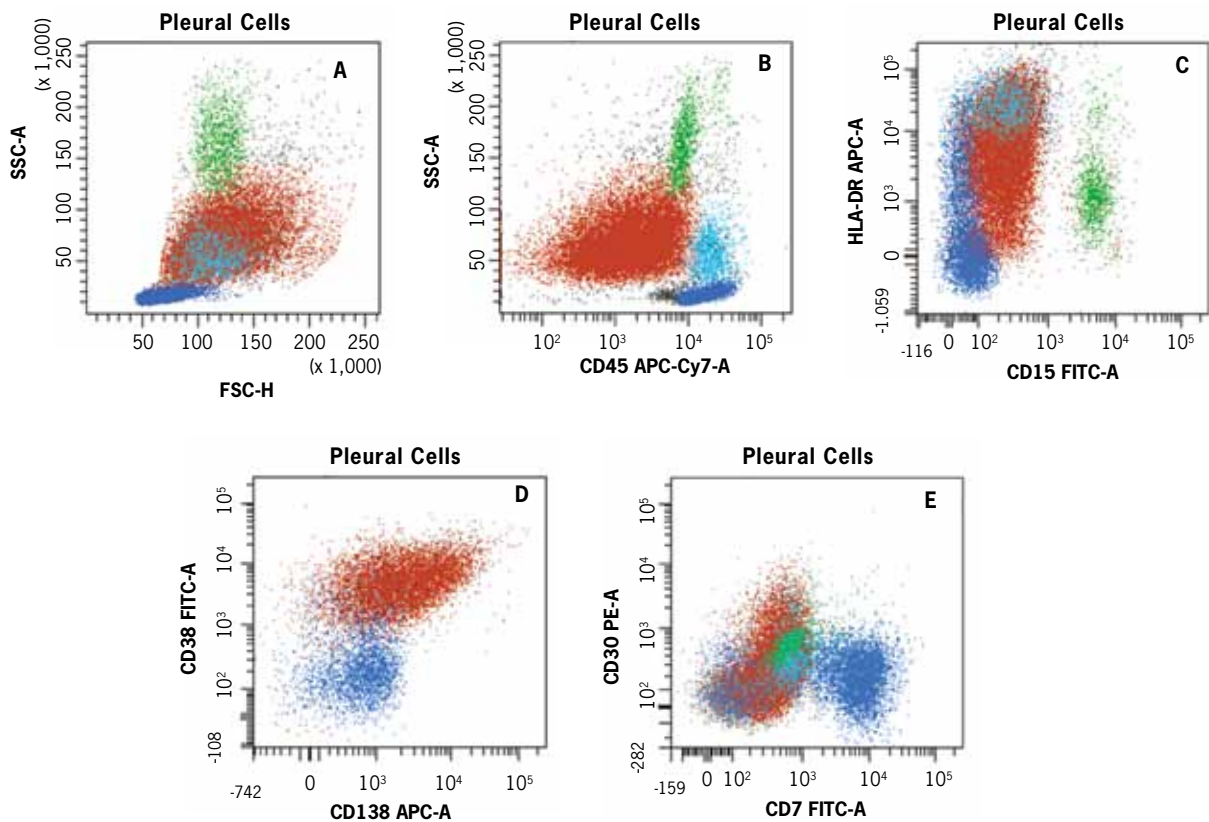 Pleural Cells
A
(x 1,000)
SSC-A
250
200
150
100
50
50 100 150 200 250
(x 1,000)
FSC-H
Pleural Cells
B
(x 1,000)
SSC-A
250
200
150
100
50
10² 10³ 10⁴ 10⁵
CD45 APC-Cy7-A
Pleural Cells
C
HLA-DR APC-A
10⁵
10⁴
10³
0
-1.059
-116 0 10² 10³ 10⁴ 10⁵
CD15 FITC-A
Pleural Cells
D
CD38 FITC-A
10⁵
10⁴
10³
10²
-108
-742 0 10³ 10⁴ 10⁵
CD138 APC-A
Pleural Cells
E
CD30 PE-A
10⁵
10⁴
10³
10²
-282
-159 0 10² 10³ 10⁴ 10⁵
CD7 FITC-A